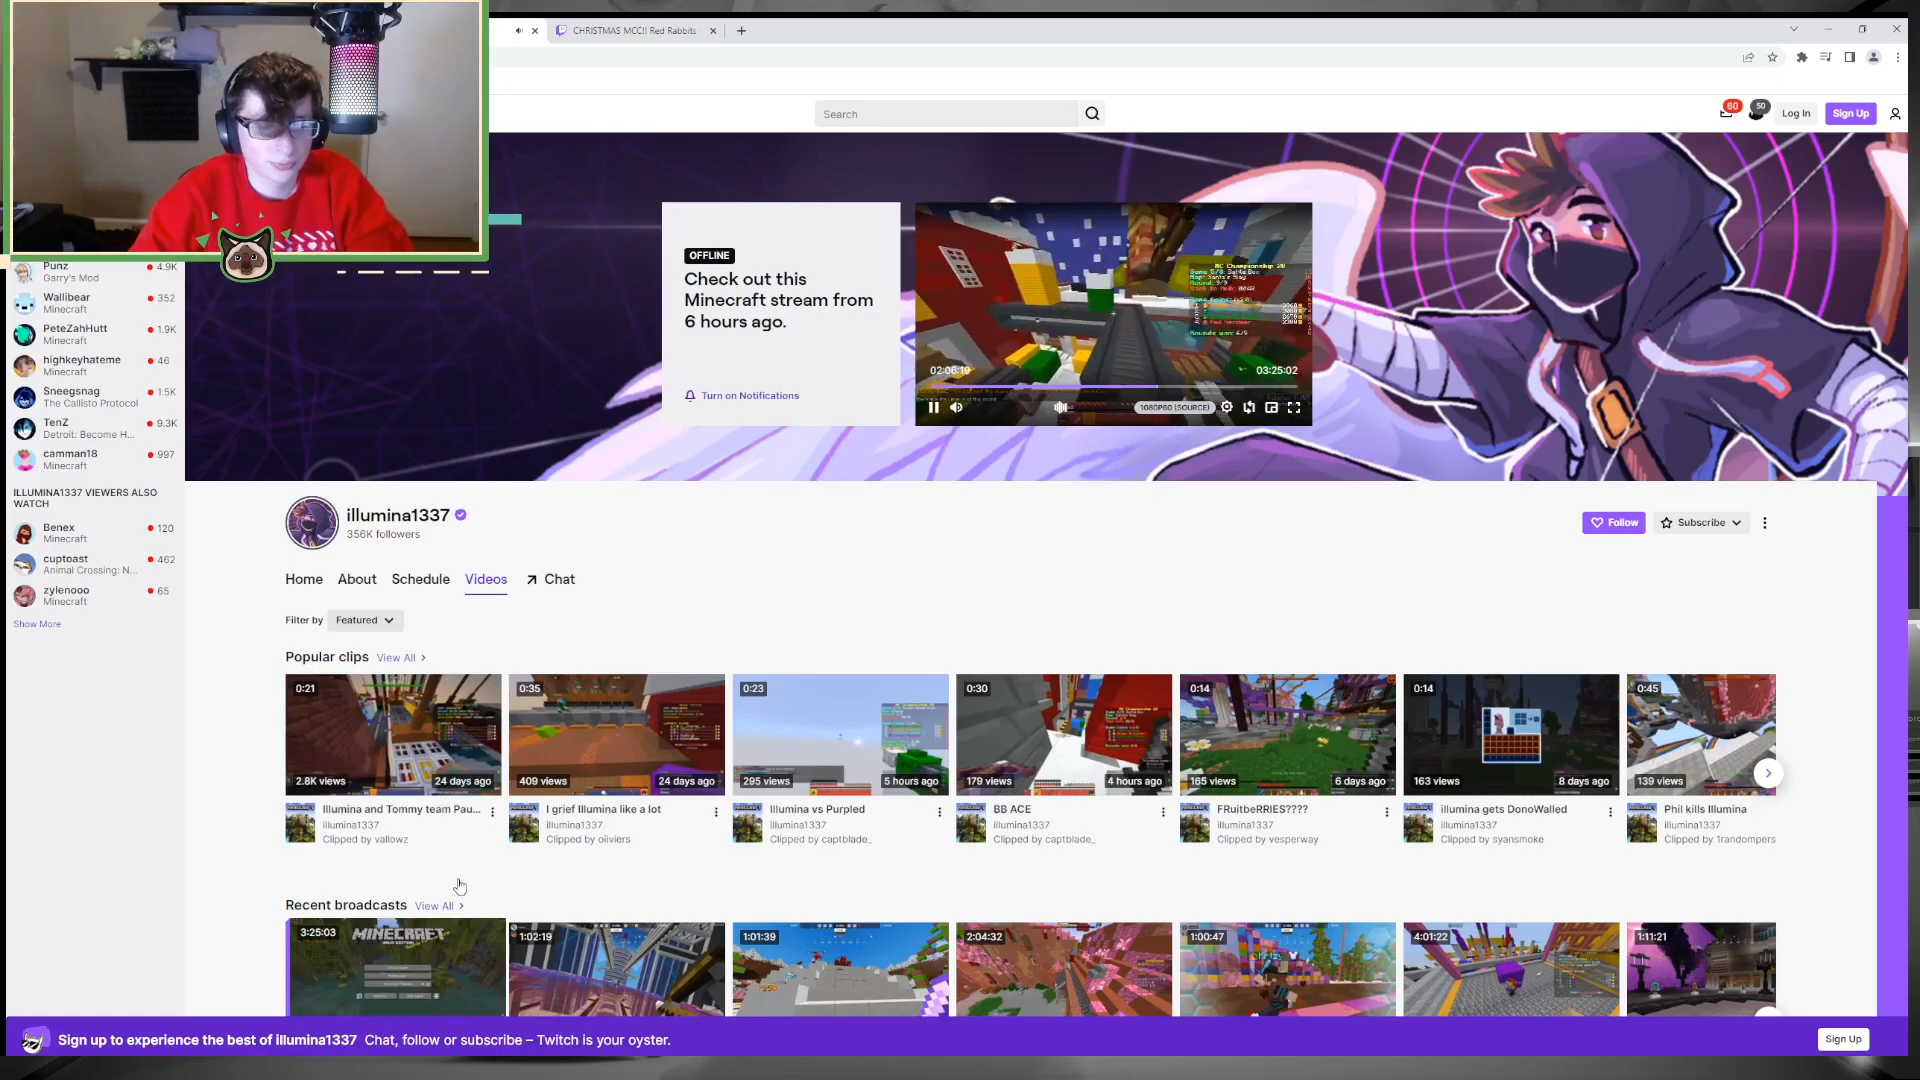 CHRISTMAS MCC!! Red Rabbits
Search
60
50
Log In
Sign Up
OFFLINE
Check out this
Minecraft stream from
6 hours ago.
Turn on Notifications
02:06:19
03:25:02
1080P60 (SOURCE)
Punz
Garry's Mod
4.9K
Wallibear
Minecraft
352
PeteZahHutt
Minecraft
1.9K
highkeyhateme
Minecraft
46
Sneegsnag
The Callisto Protocol
1.5K
TenZ
Detroit: Become H...
9.3K
camman18
Minecraft
997
ILLUMINA1337 VIEWERS ALSO
WATCH
Benex
Minecraft
120
cuptoast
Animal Crossing: N...
462
zylenooo
Minecraft
65
Show More
illumina1337
356K followers
Follow
Subscribe
Home About Schedule Videos Chat
Filter by Featured
Popular clips View All
0:21
2.8K views
24 days ago
Illumina and Tommy team Pau...
illumina1337
Clipped by vallowz
0:35
409 views
24 days ago
I grief Illumina like a lot
illumina1337
Clipped by oiiviers
0:23
295 views
5 hours ago
Illumina vs Purpled
illumina1337
Clipped by captblade_
0:30
179 views
4 hours ago
BB ACE
illumina1337
Clipped by captblade_
0:14
165 views
6 days ago
FRuitbeRRIES????
illumina1337
Clipped by vesperway
0:14
163 views
8 days ago
illumina gets DonoWalled
illumina1337
Clipped by syansmoke
0:45
139 views
Phil kills Illumina
illumina1337
Clipped by 1randompers
Recent broadcasts View All
3:25:03
MINECRAFT
1:02:19
1:01:39
2:04:32
1:00:47
4:01:22
1:11:21
Sign up to experience the best of illumina1337 Chat, follow or subscribe – Twitch is your oyster.
Sign Up